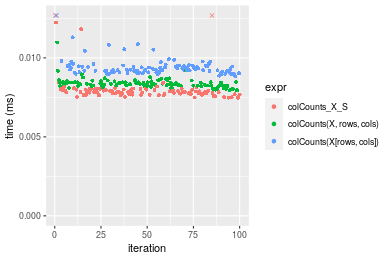 0.010
0.005
0.000
time (ms)
0
25
50
75
100
iteration
expr
colCounts_X_S
colCounts(X, rows, cols)
colCounts(X[rows, cols])